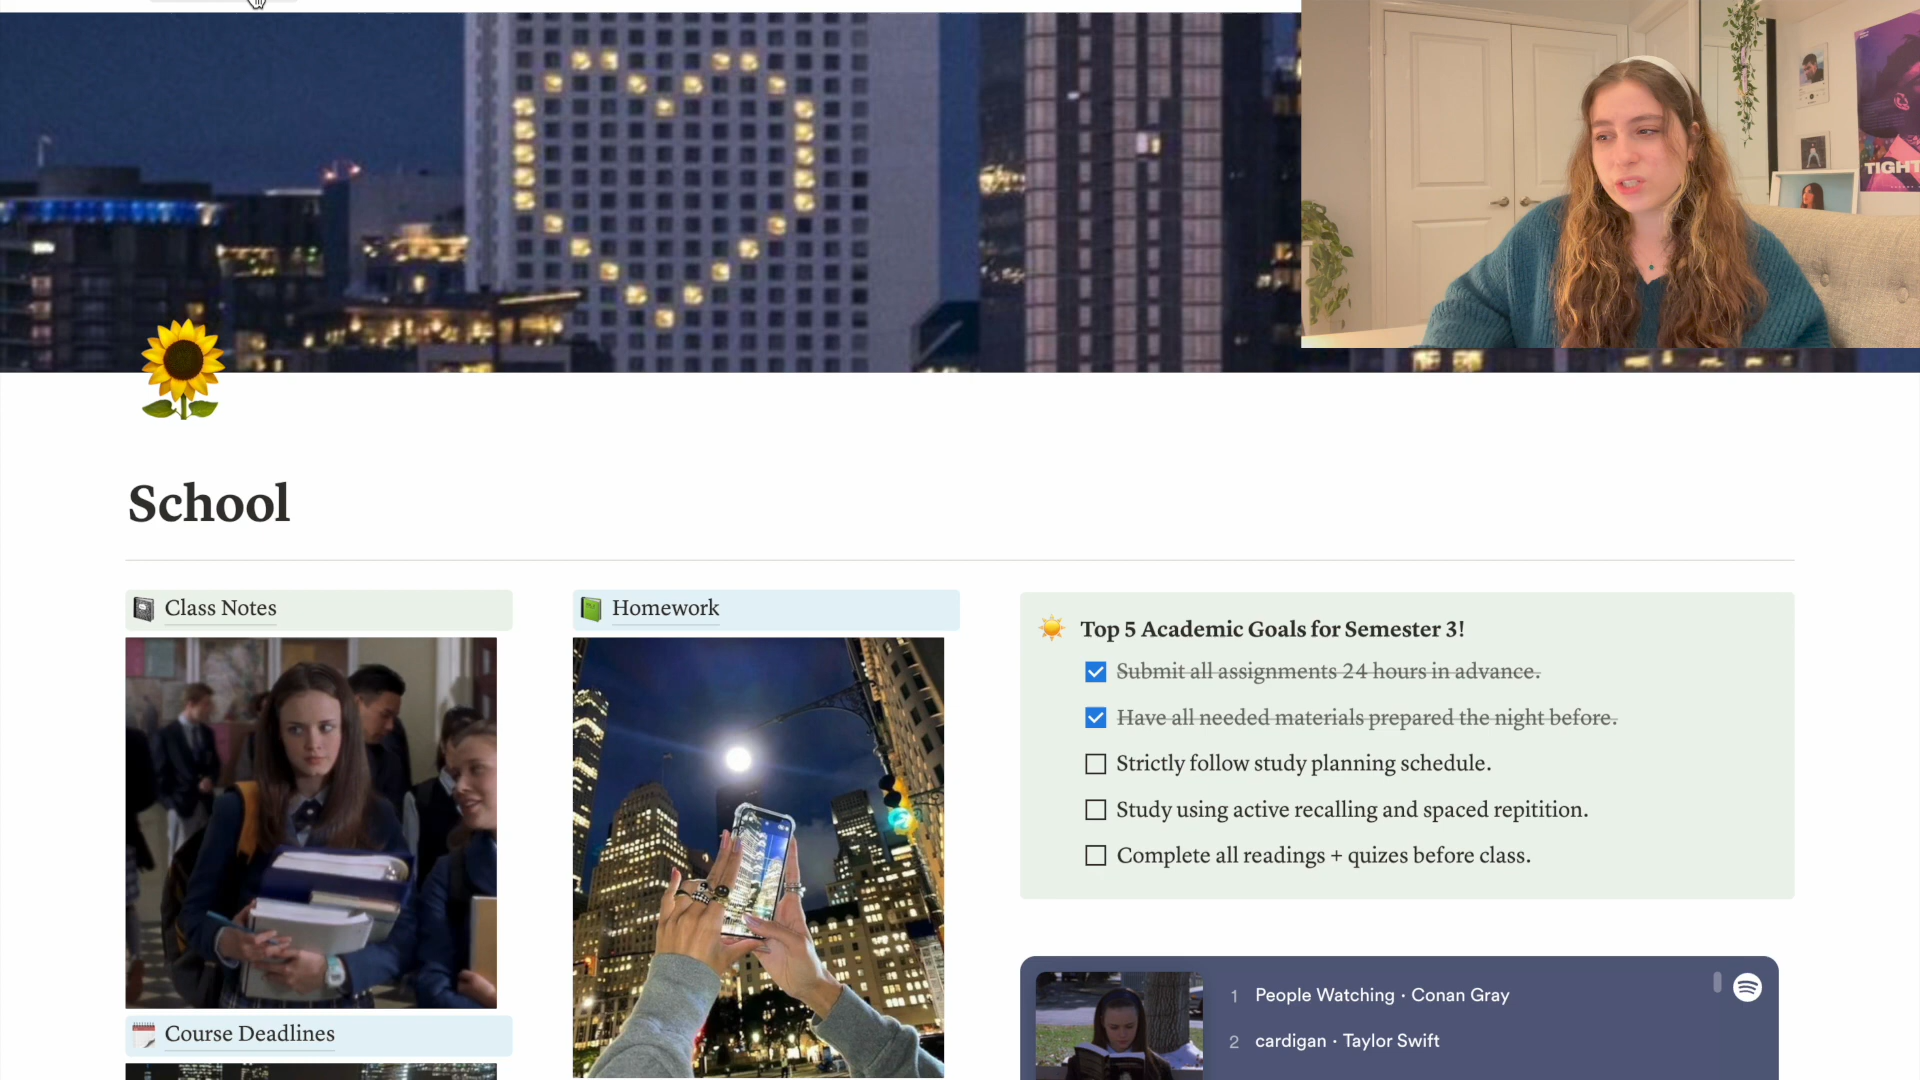 TIGHT
School
Class Notes
Homework
Top 5 Academic Goals for Semester 3!
Submit all assignments 24 hours in advance.
Have all needed materials prepared the night before.
Strictly follow study planning schedule.
Study using active recalling and spaced repitition.
Complete all readings + quizes before class.
Course Deadlines
1 People Watching · Conan Gray
2 cardigan · Taylor Swift